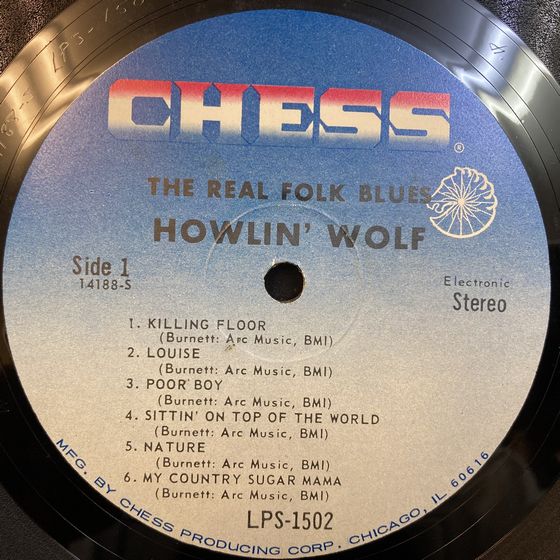 CHESS
®
THE REAL FOLK BLUES
HOWLIN' WOLF
Side 1
14188-S
Electronic
Stereo
1. KILLING FLOOR
(Burnett: Arc Music, BMI)
2. LOUISE
(Burnett: Arc Music, BMI)
3. POOR BOY
(Burnett: Arc Music, BMI)
4. SITTIN' ON TOP OF THE WORLD
(Burnett: Arc Music, BMI)
5. NATURE
(Burnett: Arc Music, BMI)
6. MY COUNTRY SUGAR MAMA
(Burnett: Arc Music, BMI)
LPS-1502
MFG. BY CHESS PRODUCING CORP. CHICAGO, IL 60616